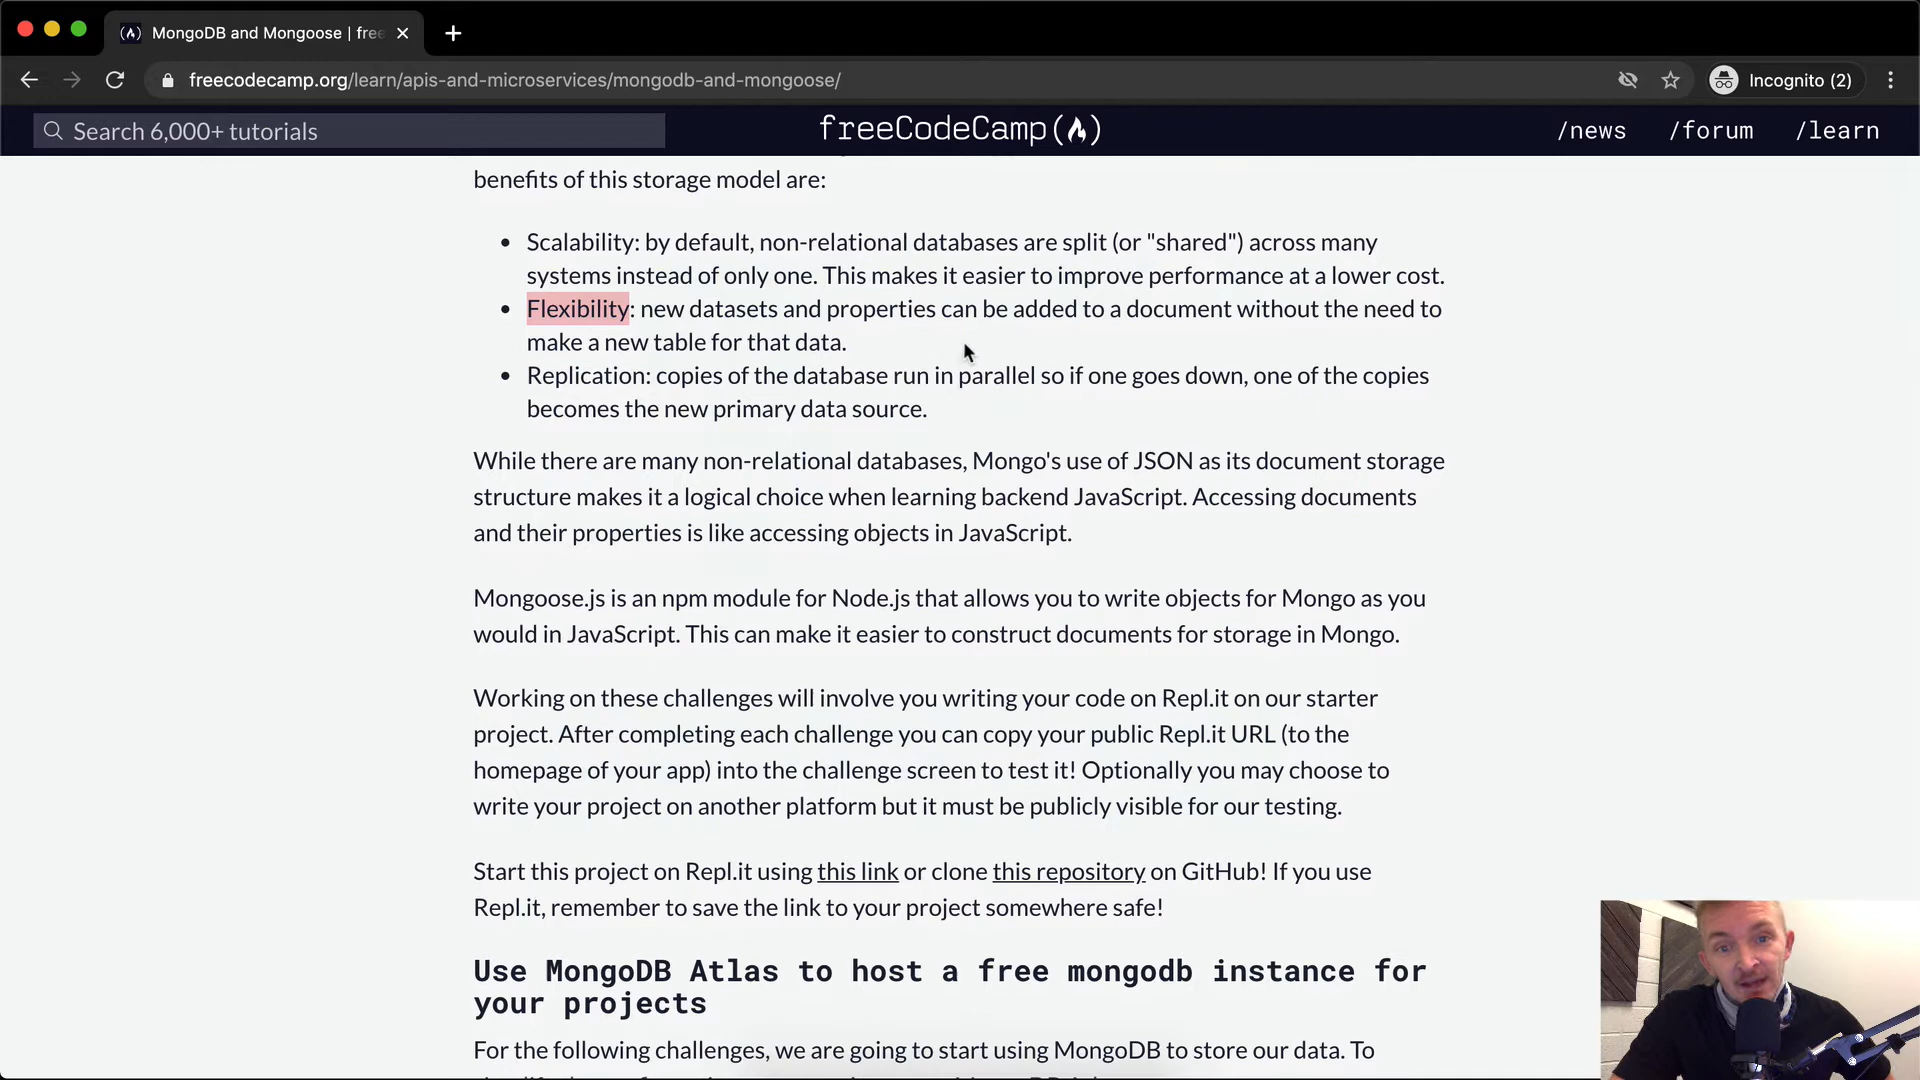 MongoDB and Mongoose | free
freecodecamp.org/learn/apis-and-microservices/mongodb-and-mongoose/
Incognito (2)
Search 6,000+ tutorials
freeCodeCamp
/news
/forum
/learn
benefits of this storage model are:
Scalability: by default, non-relational databases are split (or "shared") across many
systems instead of only one. This makes it easier to improve performance at a lower cost.
Flexibility: new datasets and properties can be added to a document without the need to
make a new table for that data.
Replication: copies of the database run in parallel so if one goes down, one of the copies
becomes the new primary data source.
While there are many non-relational databases, Mongo's use of JSON as its document storage
structure makes it a logical choice when learning backend JavaScript. Accessing documents
and their properties is like accessing objects in JavaScript.
Mongoose.js is an npm module for Node.js that allows you to write objects for Mongo as you
would in JavaScript. This can make it easier to construct documents for storage in Mongo.
Working on these challenges will involve you writing your code on Repl.it on our starter
project. After completing each challenge you can copy your public Repl.it URL (to the
homepage of your app) into the challenge screen to test it! Optionally you may choose to
write your project on another platform but it must be publicly visible for our testing.
Start this project on Repl.it using this link or clone this repository on GitHub! If you use
Repl.it, remember to save the link to your project somewhere safe!
Use MongoDB Atlas to host a free mongodb instance for
your projects
For the following challenges, we are going to start using MongoDB to store our data. To